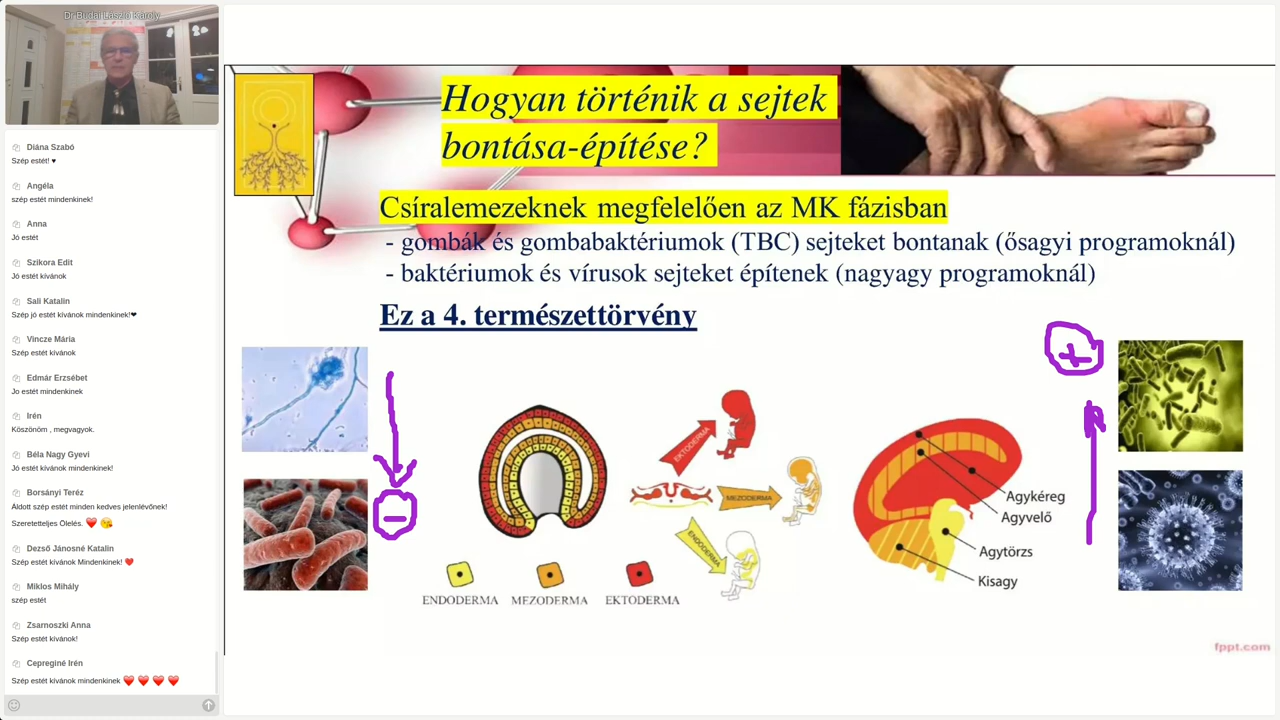 Dr Budai László Károly
Diána Szabó
Szép estét! ♥
Angéla
szép estét mindenkinek!
Anna
Jó estét
Szikora Edit
Jó estét kívánok
Sali Katalin
Szép jó estét kívánok mindenkinek!❤
Vincze Mária
Szép estét kívánok
Edmár Erzsébet
Jo estét mindenkinek
Irén
Köszönöm , megvagyok.
Béla Nagy Gyevi
Jó estét kívánok mindenkinek!
Borsányi Teréz
Áldott szép estét minden kedves jelenlévőnek!
Szeretetteljes Ölelés. ❤️ 😘
Dezső Jánosné Katalin
Szép estét kívánok Mindenkinek! ❤️
Miklos Mihály
szép estét
Zsarnoszki Anna
Szép estét kívánok!
Cepreginé Irén
Szép estét kívánok mindenkinek ❤️ ❤️ ❤️ ❤️
Hogyan történik a sejtek
bontása-építése?
Csíralemezeknek megfelelően az MK fázisban
- gombák és gombabaktériumok (TBC) sejteket bontanak (ősagyi programoknál)
- baktériumok és vírusok sejteket építenek (nagyagy programoknál)
Ez a 4. természettörvény
+
−
EKTODERMA
MEZODERMA
ENDODERMA
Agykéreg
Agyvelő
Agytörzs
Kisagy
ENDODERMA MEZODERMA EKTODERMA
fppt.com